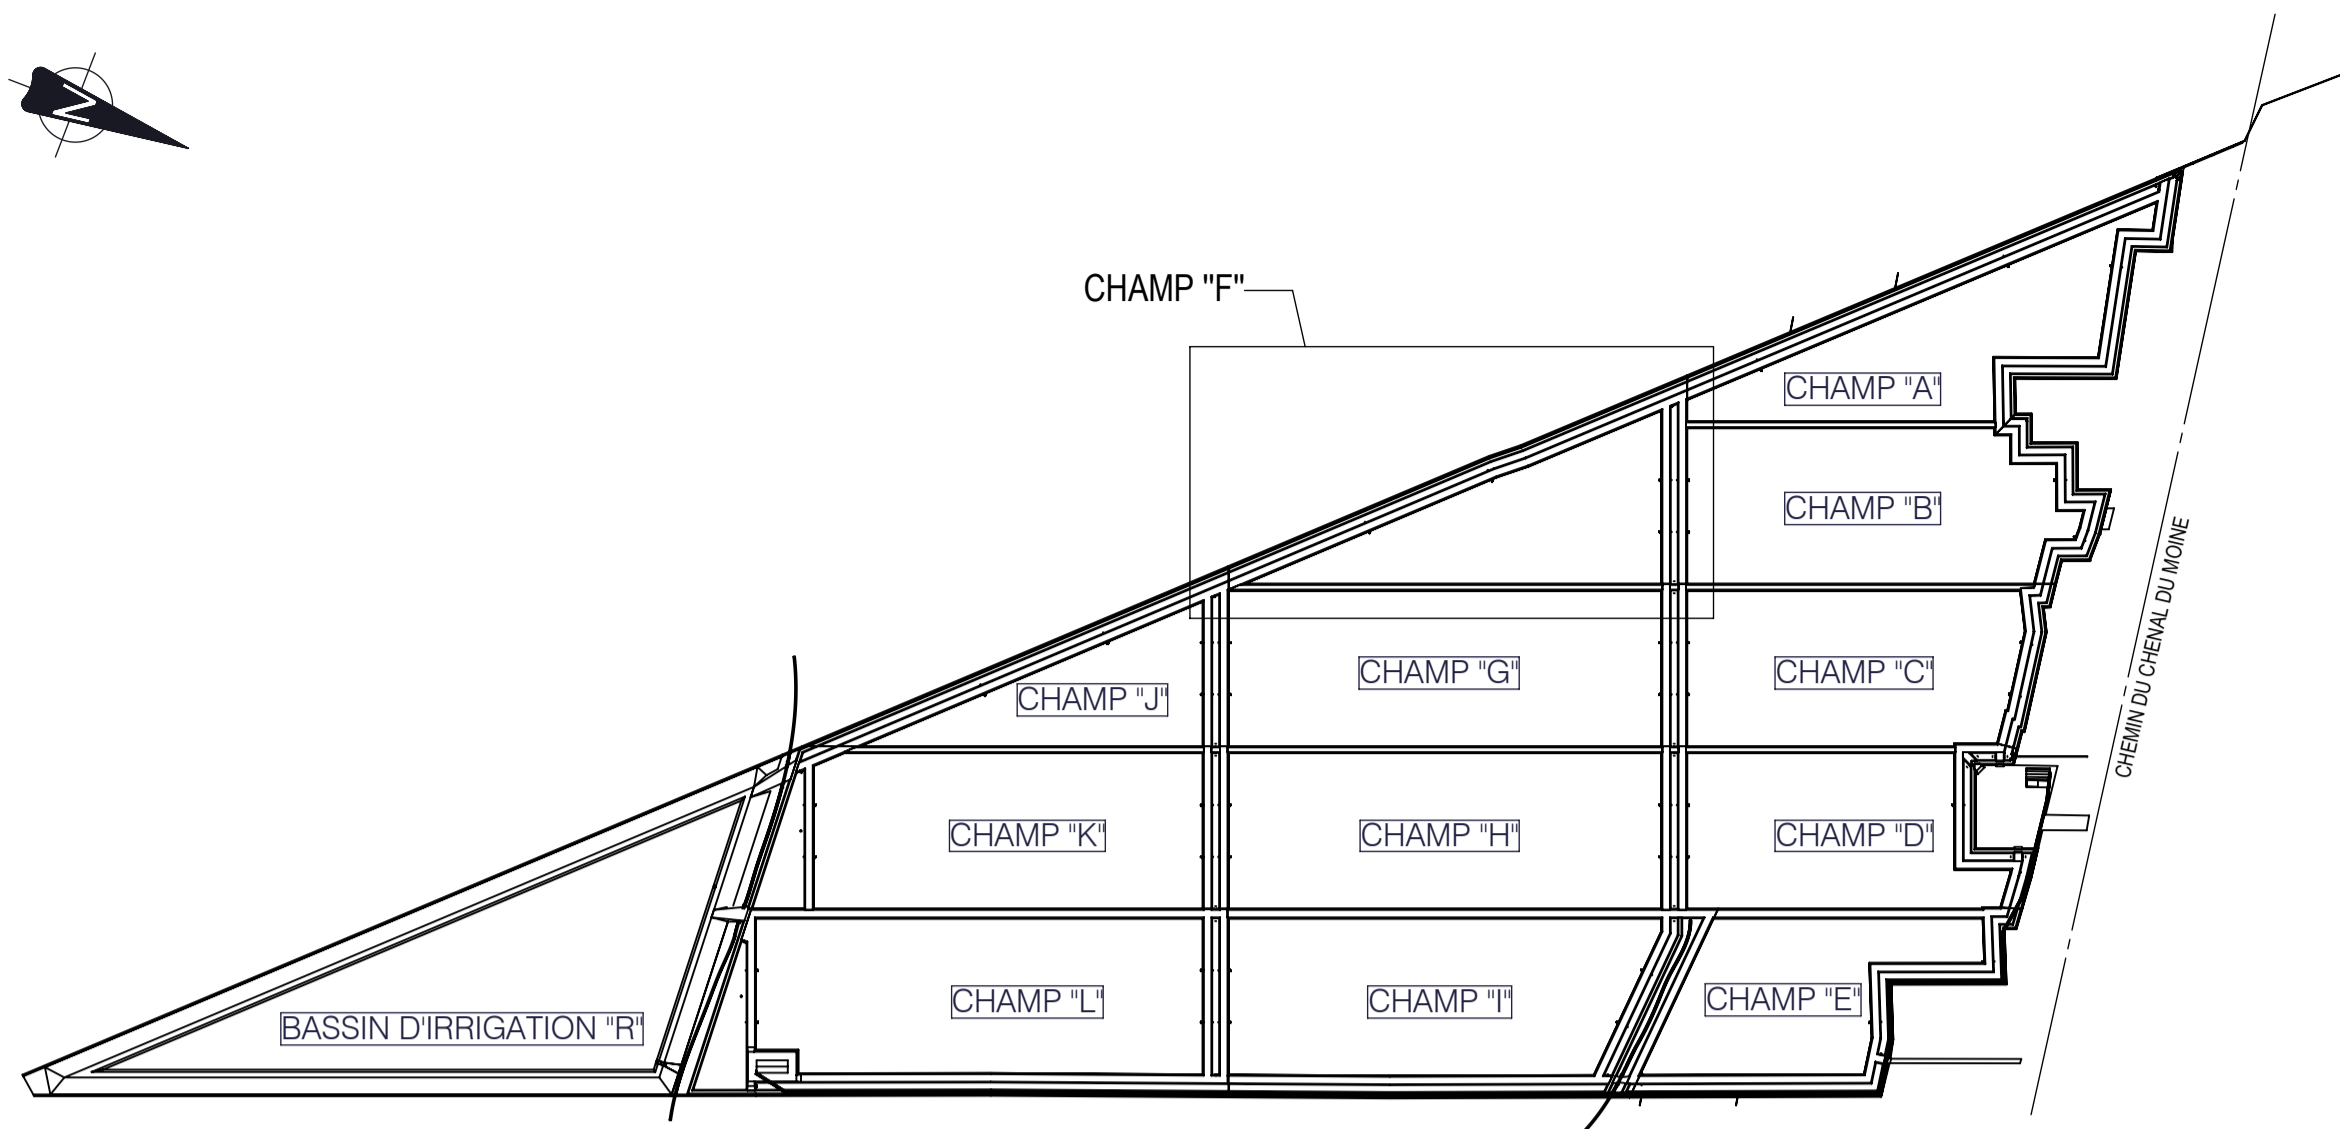 N
CHAMP "F"
CHAMP "A"
CHAMP "B"
CHAMP "G"
CHAMP "C"
CHAMP "J"
CHEMIN DU CHENAL DU MOINE
CHAMP "K"
CHAMP "H"
CHAMP "D"
CHAMP "L"
CHAMP "I"
CHAMP "E"
BASSIN D'IRRIGATION "R"